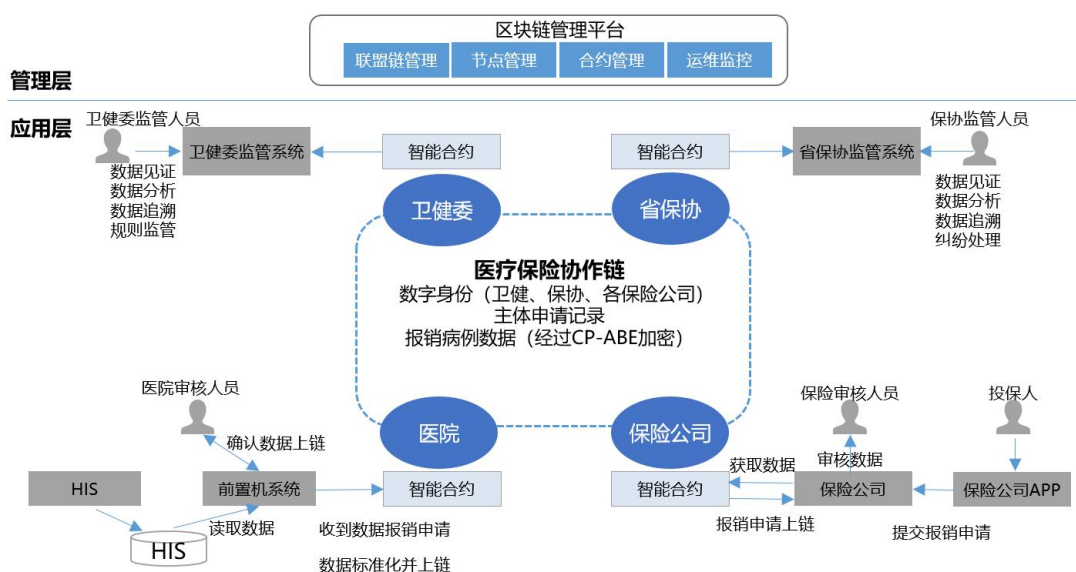 区块链管理平台
联盟链管理
节点管理
合约管理
运维监控
管理层
应用层
卫健委监管人员
卫健委监管系统
智能合约
数据见证
数据分析
数据追溯
规则监管
智能合约
省保协监管系统
保协监管人员
数据见证
数据分析
数据追溯
纠纷处理
卫健委
省保协
医疗保险协作链
数字身份（卫健、保协、各保险公司）
主体申请记录
报销病例数据（经过CP-ABE加密）
医院
保险公司
医院审核人员
确认数据上链
HIS
前置机系统
智能合约
读取数据
HIS
收到数据报销申请
数据标准化并上链
保险审核人员
投保人
获取数据
审核数据
智能合约
保险公司
保险公司APP
报销申请上链
提交报销申请